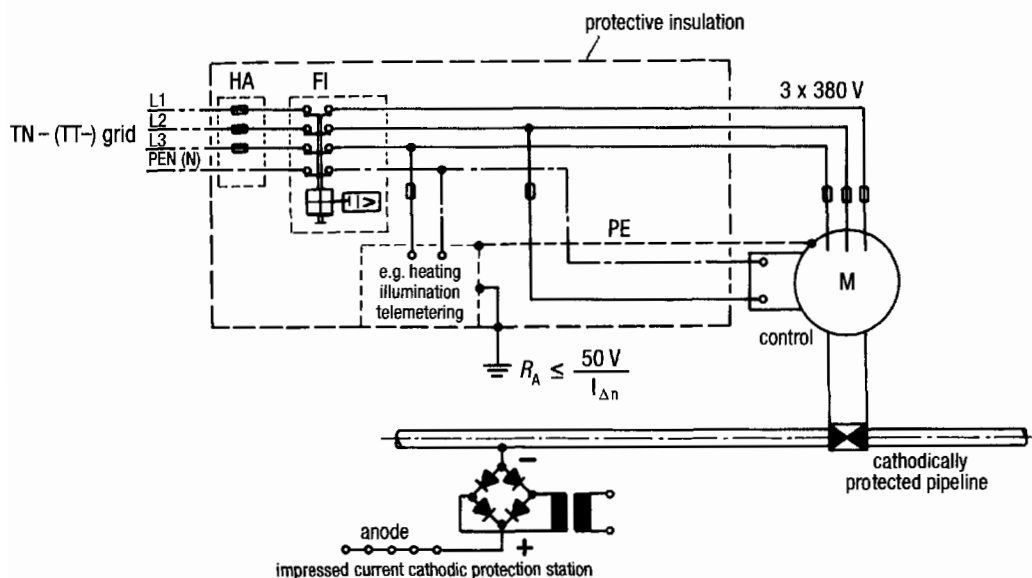 protective insulation
HA
FI
3 x 380 V
L1
L2
TN – (TT–) grid
L3
PEN (N)
I>
PE
e.g. heating
illumination
telemetering
M
control
R_A ≤ 50 V / I_Δn
–
cathodically
protected pipeline
anode
+
impressed current cathodic protection station